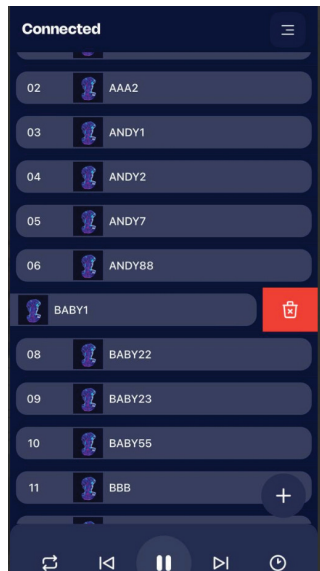 Connected
02 AAA2
03 ANDY1
04 ANDY2
05 ANDY7
06 ANDY88
BABY1
08 BABY22
09 BABY23
10 BABY55
11 BBB